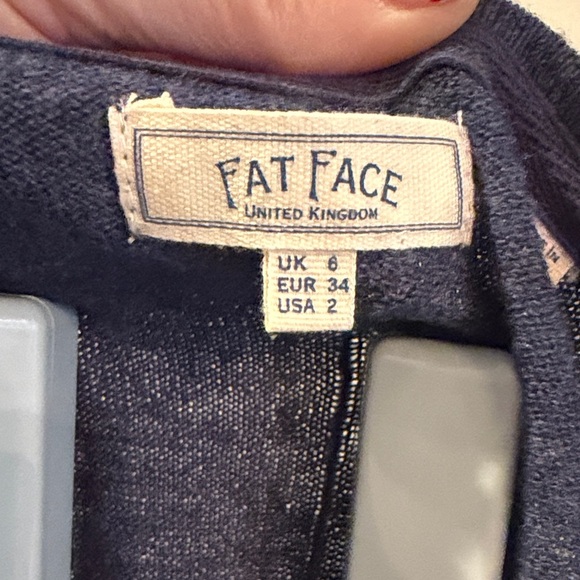 FAT FACE
UNITED KINGDOM
UK 6
EUR 34
USA 2